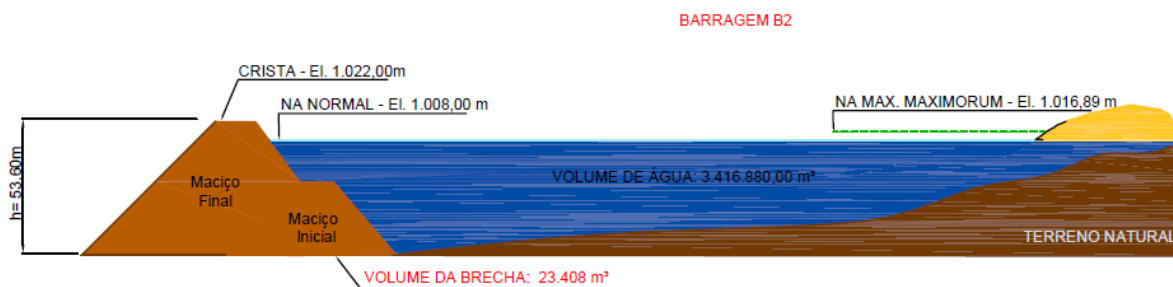 BARRAGEM B2
CRISTA - El. 1.022,00m
NA NORMAL - El. 1.008,00 m
NA MAX. MAXIMORUM - El. 1.016,89 m
h= 53.60m
Maciço
Final
VOLUME DE ÁGUA: 3.416.880,00 m³
Maciço
Inicial
TERRENO NATURAL
VOLUME DA BRECHA: 23.408 m³